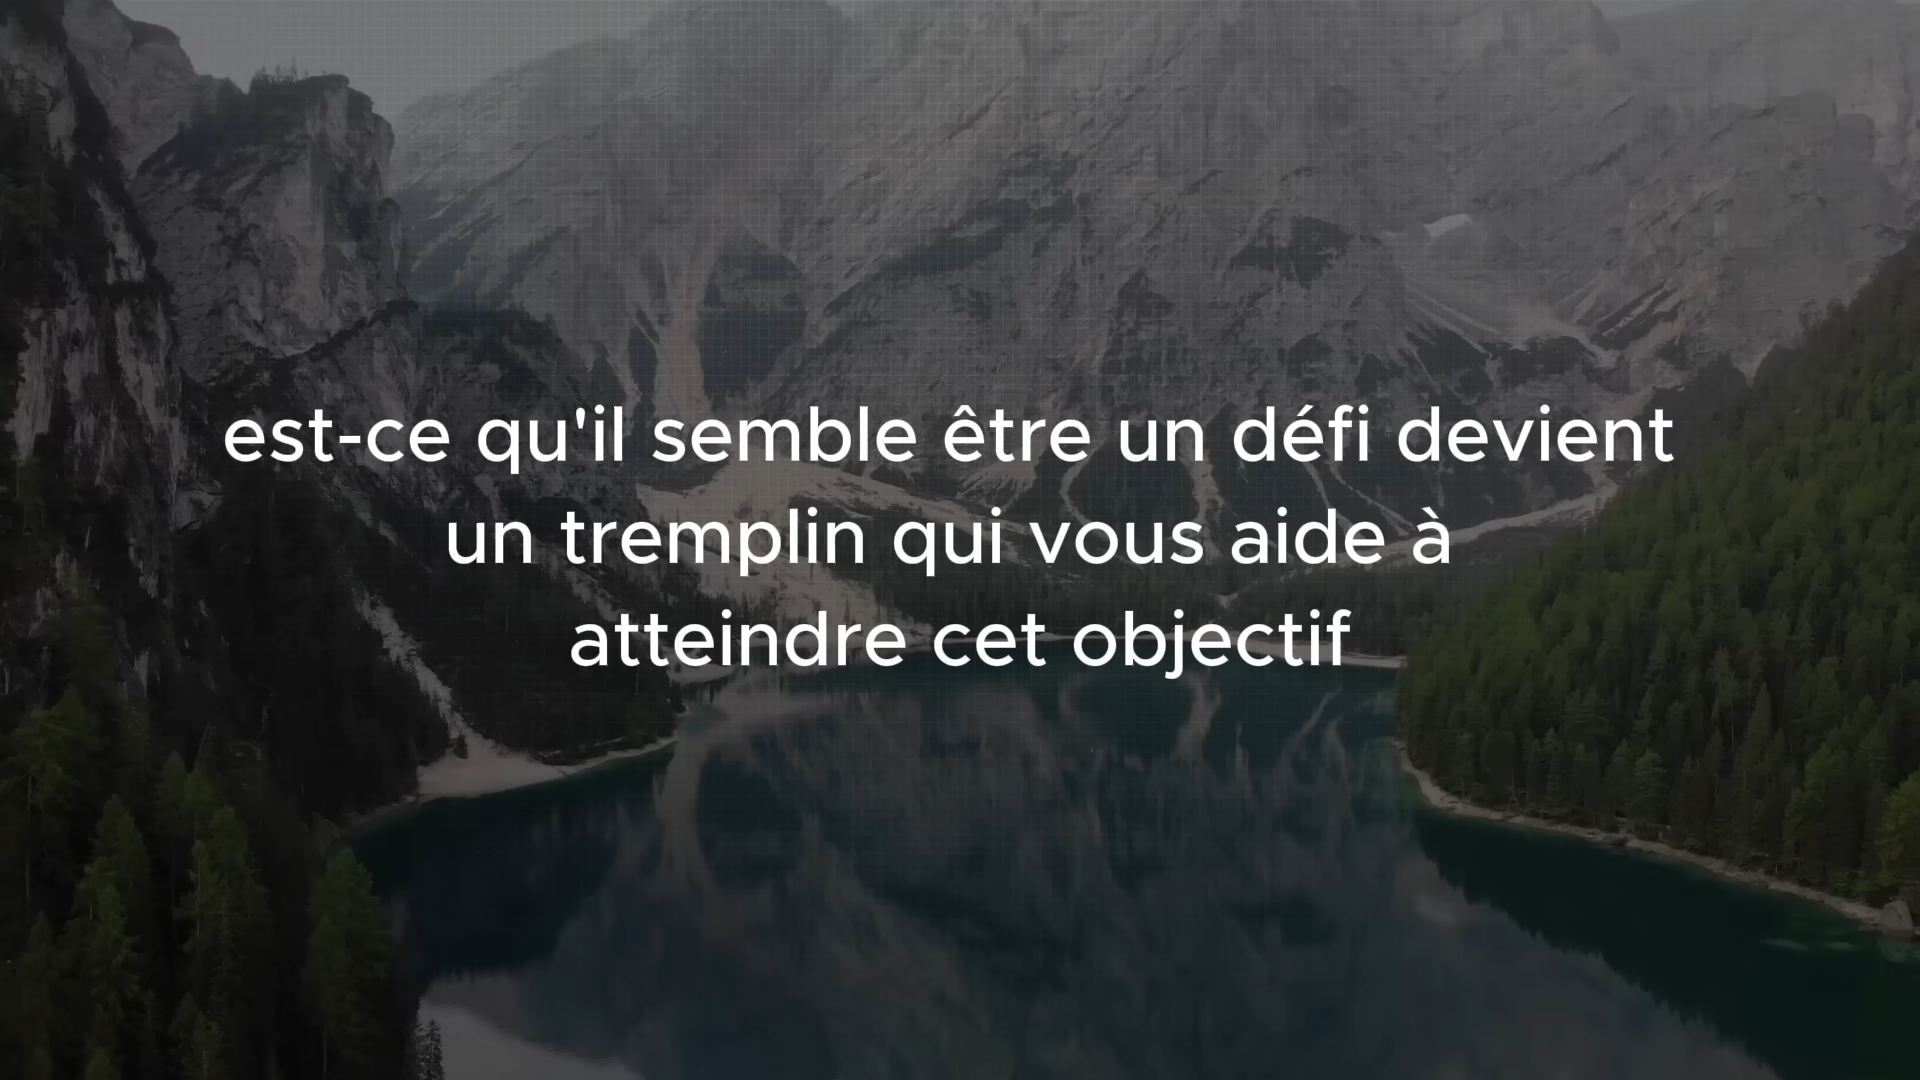 est-ce qu'il semble être un défi devient
un tremplin qui vous aide à
atteindre cet objectif